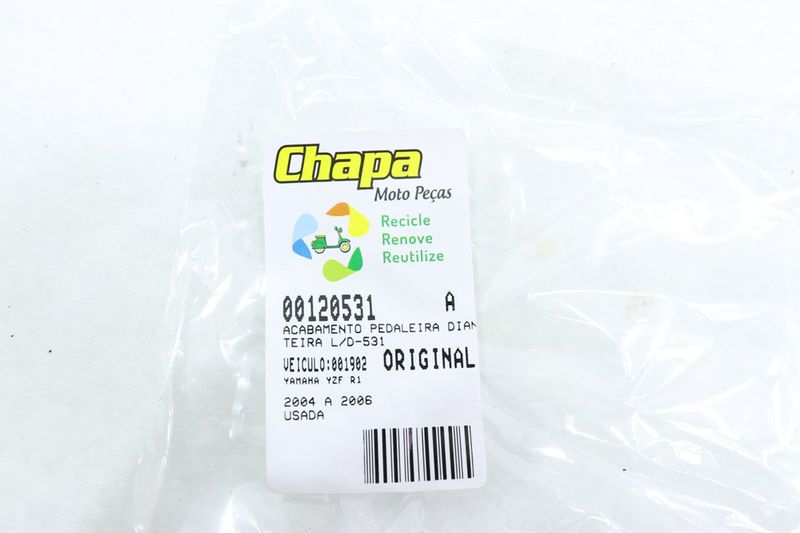 Chapa
Moto Peças
Recicle
Renove
Reutilize
00120531 A
ACABAMENTO PEDALEIRA DIAN
TEIRA L/D-531
VEICULO:001902 ORIGINAL
YAMAHA YZF R1
2004 A 2006
USADA